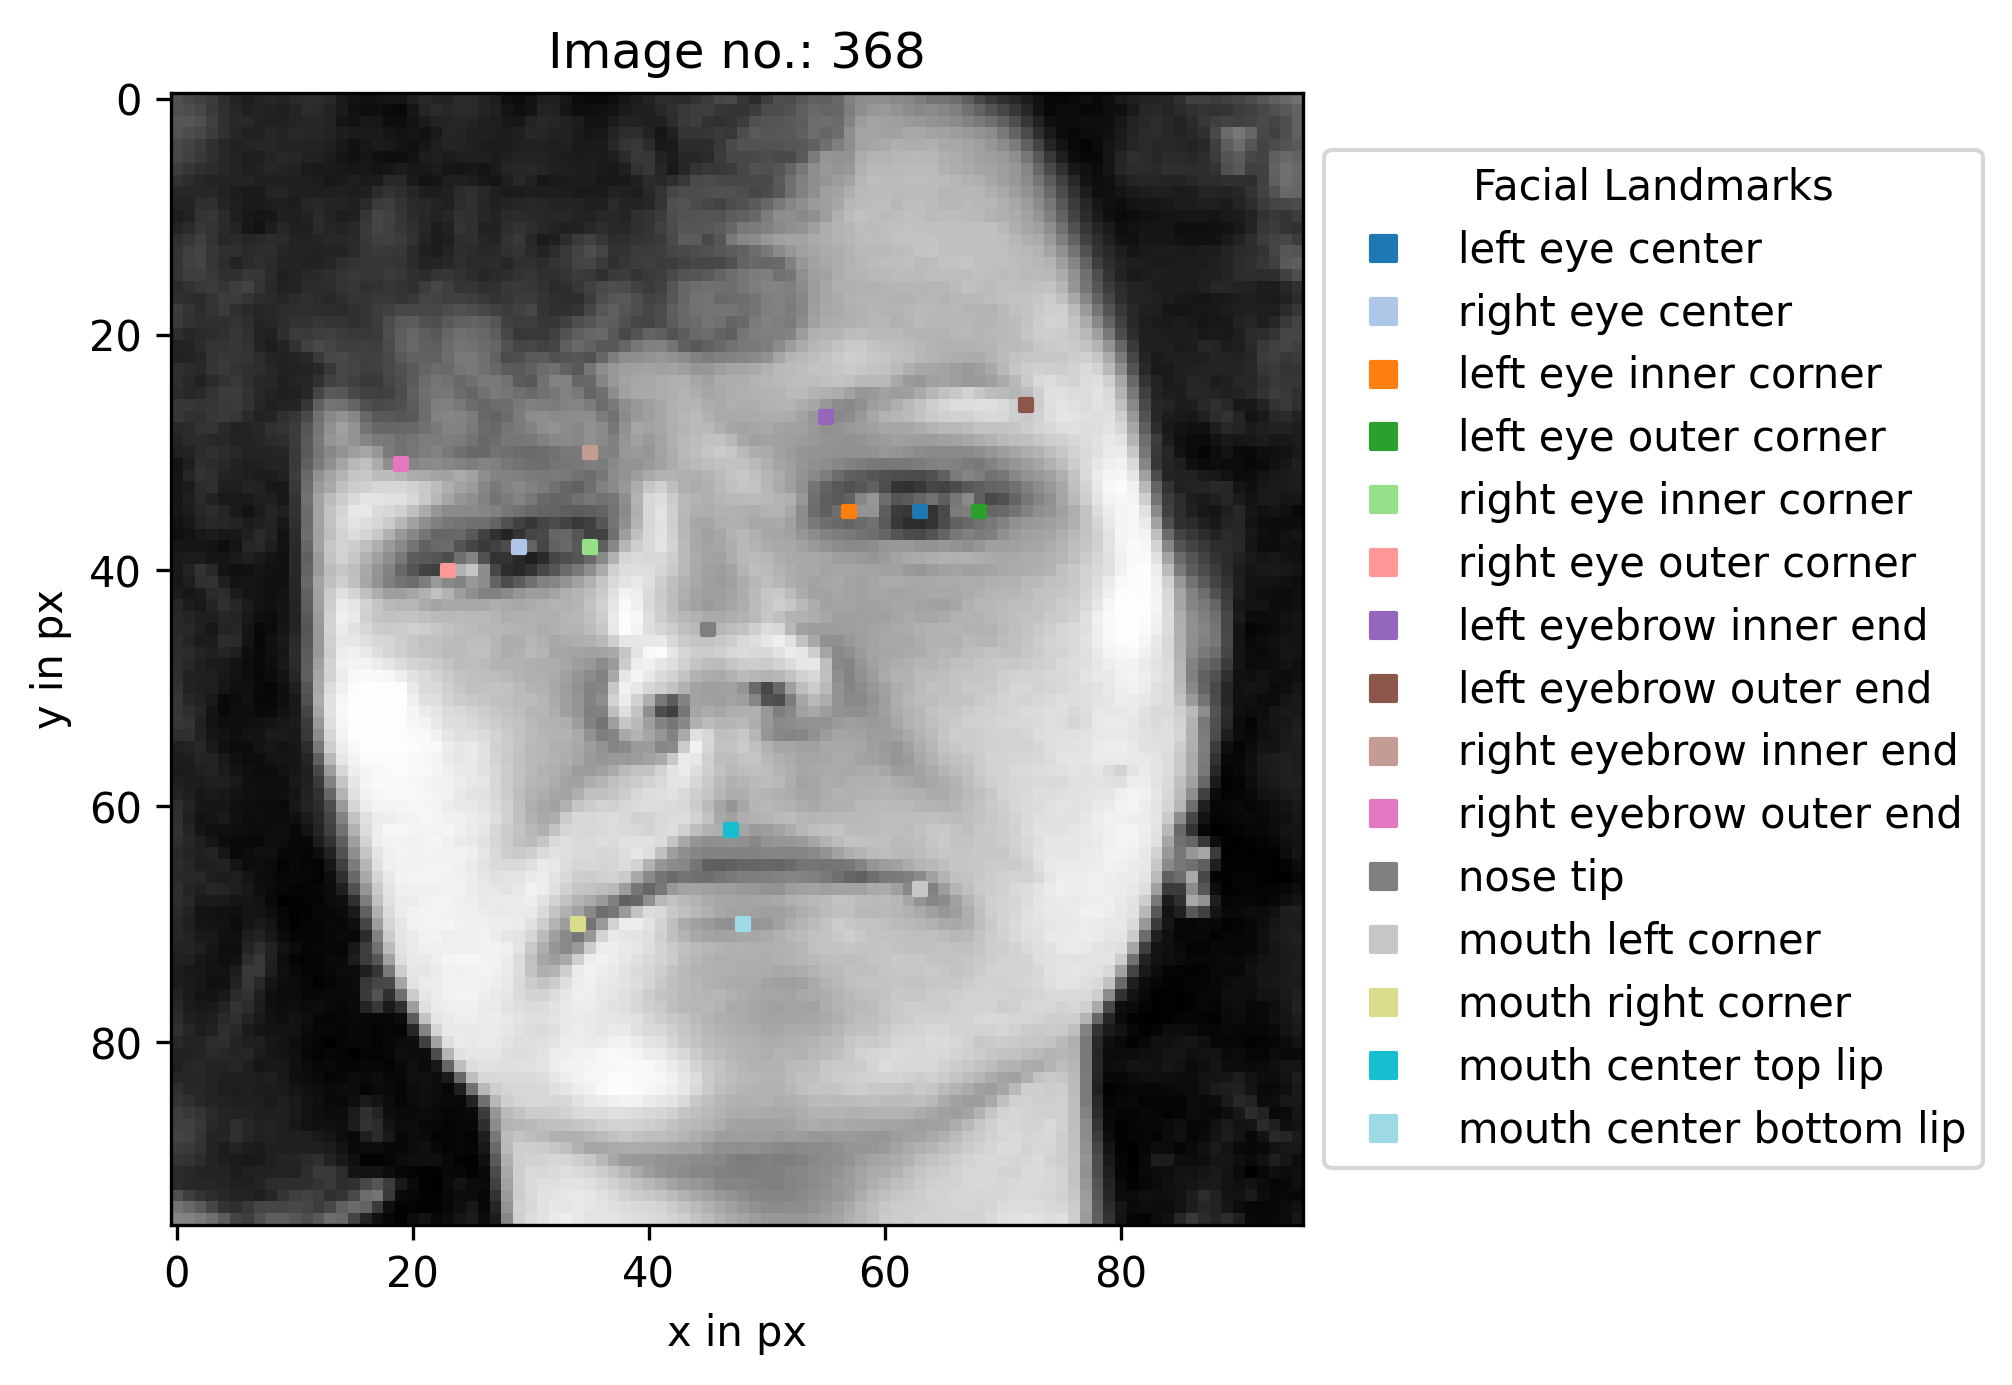 Image no.: 368
0
20
40
60
80
y in px
0 20 40 60 80
x in px
Facial Landmarks
left eye center
right eye center
left eye inner corner
left eye outer corner
right eye inner corner
right eye outer corner
left eyebrow inner end
left eyebrow outer end
right eyebrow inner end
right eyebrow outer end
nose tip
mouth left corner
mouth right corner
mouth center top lip
mouth center bottom lip